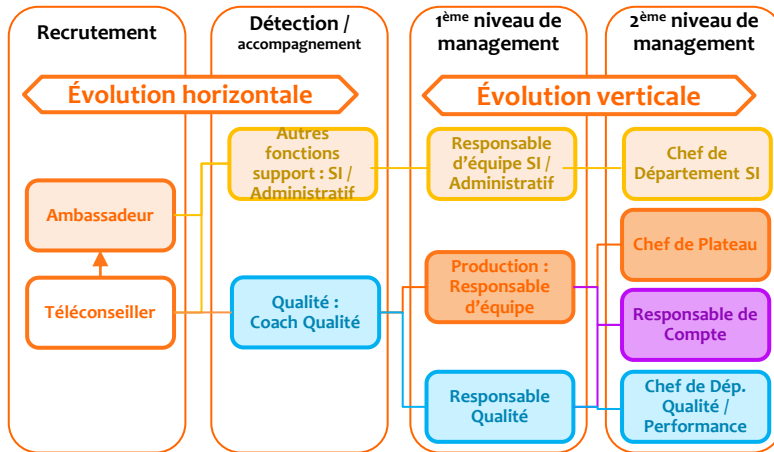 Recrutement
Détection /
accompagnement
1ème niveau de
management
2ème niveau de
management
Évolution horizontale
Évolution verticale
Autres
fonctions
support : SI /
Administratif
Responsable
d'équipe SI /
Administratif
Chef de
Département SI
Ambassadeur
Chef de Plateau
Production :
Responsable
d'équipe
Téléconseiller
Qualité :
Coach Qualité
Responsable de
Compte
Responsable
Qualité
Chef de Dép.
Qualité /
Performance